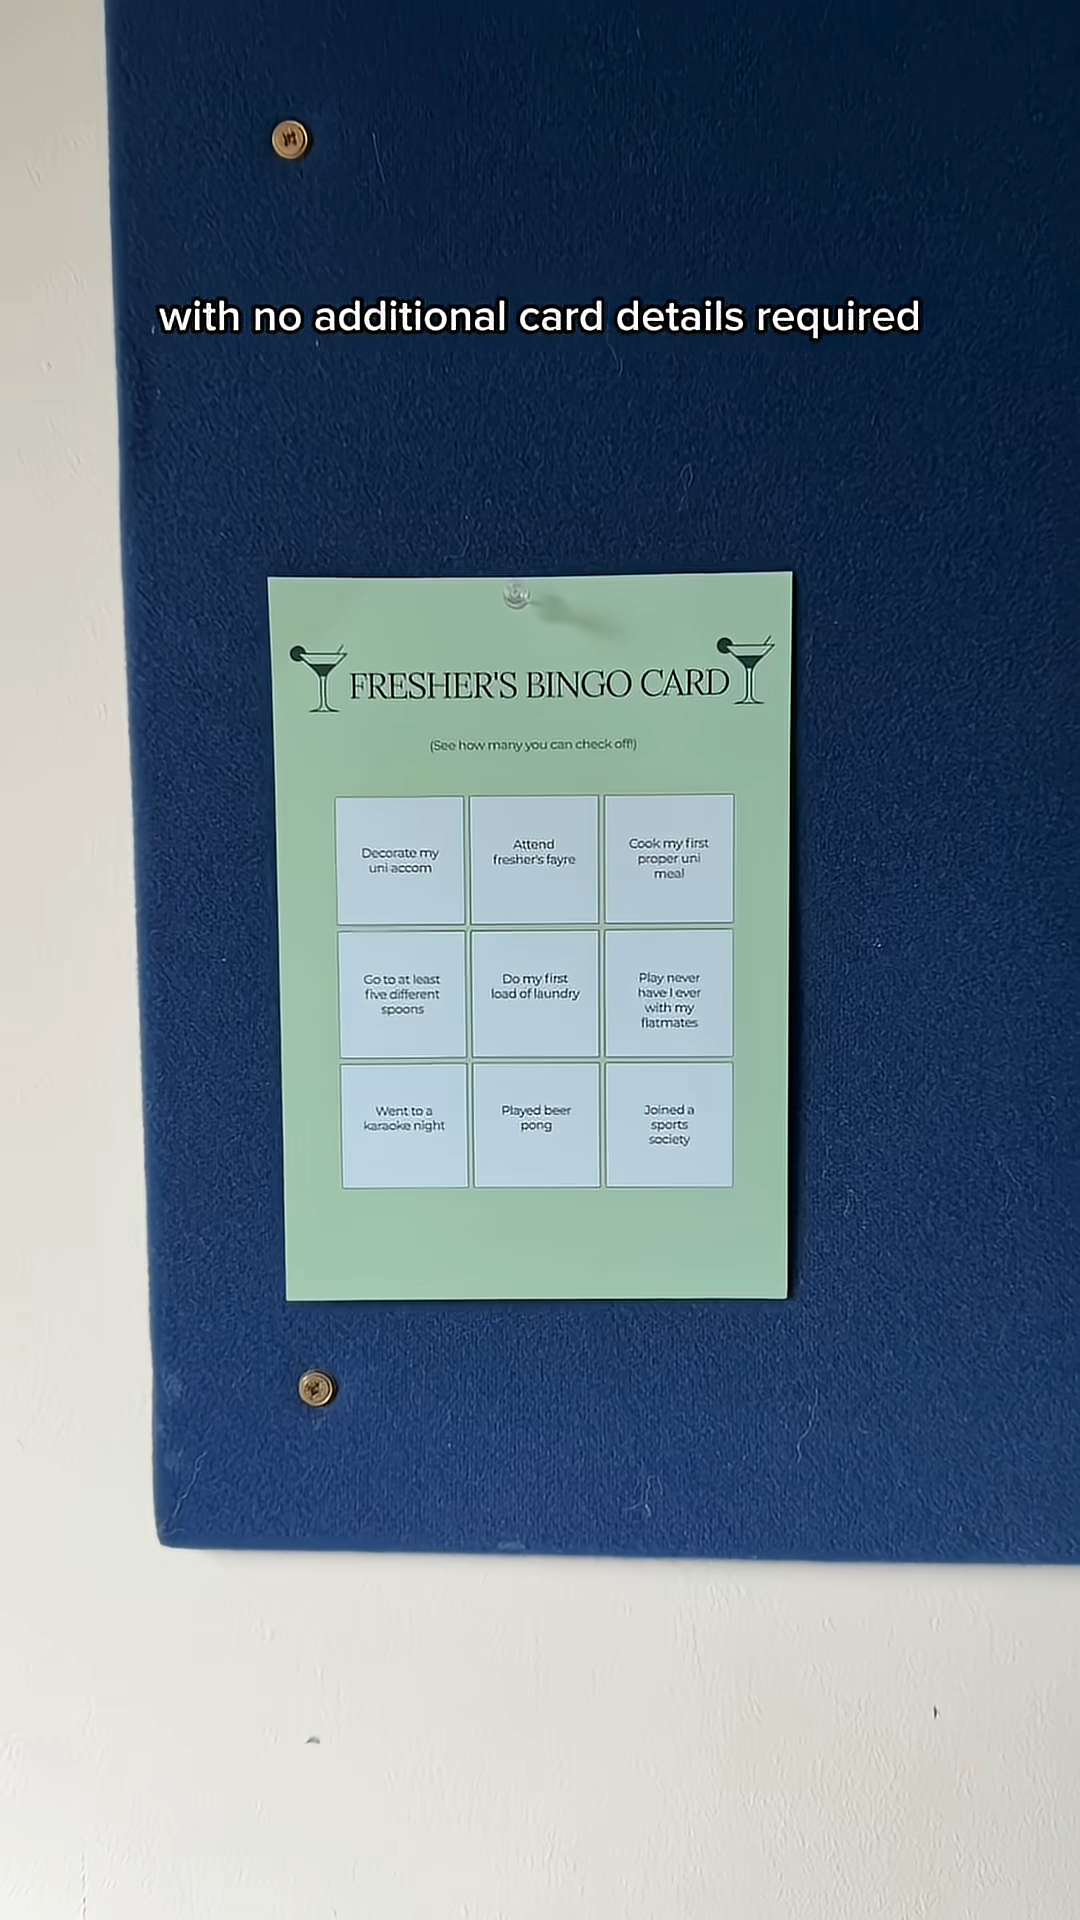 with no additional card details required
FRESHER'S BINGO CARD
(See how many you can check off!)
Decorate my
uni accom
Attend
fresher's fayre
Cook my first
proper uni
meal
Go to at least
five different
spoons
Do my first
load of laundry
Play never
have I ever
with my
flatmates
Went to a
karaoke night
Played beer
pong
Joined a
sports
society